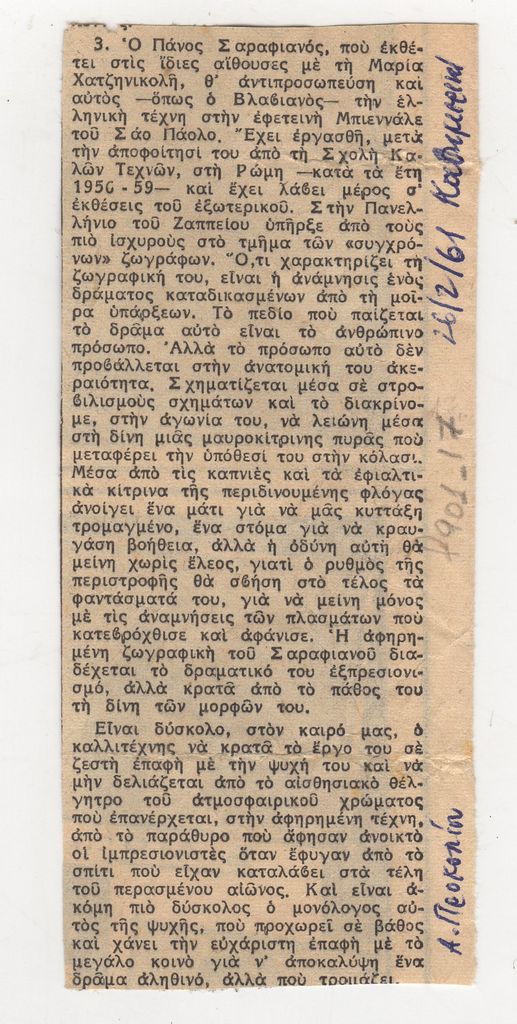 3. Ὁ Πάνος Σαραφιανός, ποὺ ἐκθέ-
τει στὶς ἴδιες αἴθουσες μὲ τὴ Μαρία
Χατζηνικολῆ, θ' ἀντιπροσωπεύση καὶ
αὐτὸς —ὅπως ὁ Βλαβιανὸς— τὴν ἑλ-
ληνικὴ τέχνη στὴν ἐφετεινὴ Μπιεννάλε
τοῦ Σάο Πάολο. Ἔχει ἐργασθῆ, μετὰ
τὴν ἀποφοίτησί του ἀπὸ τὴ Σχολὴ Κα-
λῶν Τεχνῶν, στὴ Ρώμη —κατὰ τὰ ἔτη
1956 - 59— καὶ ἔχει λάβει μέρος σ'
ἐκθέσεις τοῦ ἐξωτερικοῦ. Στὴν Πανελ-
λήνιο τοῦ Ζαππείου ὑπῆρξε ἀπὸ τοὺς
πιὸ ἰσχυροὺς στὸ τμῆμα τῶν «συγχρό-
νων» ζωγράφων. Ὅ,τι χαρακτηρίζει τὴ
ζωγραφική του, εἶναι ἡ ἀνάμνησις ἑνὸς
δράματος καταδικασμένων ἀπὸ τὴ μοῖ-
ρα ὑπάρξεων. Τὸ πεδίο ποὺ παίζεται
τὸ δρᾶμα αὐτὸ εἶναι τὸ ἀνθρώπινο
πρόσωπο. Ἀλλὰ τὸ πρόσωπο αὐτὸ δὲν
προβάλλεται στὴν ἀνατομική του ἀκε-
ραιότητα. Σχηματίζεται μέσα σὲ στρο-
βιλισμοὺς σχημάτων καὶ τὸ διακρίνο-
με, στὴν ἀγωνία του, νὰ λειώνη μέσα
στὴ δίνη μιᾶς μαυροκίτρινης πυρᾶς ποὺ
μεταφέρει τὴν ὑπόθεσί του στὴν κόλασι.
Μέσα ἀπὸ τὶς καπνιὲς καὶ τὰ ἐφιαλτι-
κὰ κίτρινα τῆς περιδινουμένης φλόγας
ἀνοίγει ἕνα μάτι γιὰ νὰ μᾶς κυττάξη
τρομαγμένο, ἕνα στόμα γιὰ νὰ κραυ-
γάση βοήθεια, ἀλλὰ ἡ ὀδύνη αὐτὴ θὰ
μείνη χωρὶς ἔλεος, γιατὶ ὁ ρυθμὸς τῆς
περιστροφῆς θὰ σβήση στὸ τέλος τὰ
φαντάσματά του, γιὰ νὰ μείνη μόνος
μὲ τὶς ἀναμνήσεις τῶν πλασμάτων ποὺ
κατεβρόχθισε καὶ ἀφάνισε. Ἡ ἀφηρη-
μένη ζωγραφικὴ τοῦ Σαραφιανοῦ δια-
δέχεται τὸ δραματικό του ἐξπρεσιονι-
σμό, ἀλλὰ κρατᾶ ἀπὸ τὸ πάθος του
τὴ δίνη τῶν μορφῶν του.
Εἶναι δύσκολο, στὸν καιρό μας, ὁ
καλλιτέχνης νὰ κρατᾶ τὸ ἔργο του σὲ
ζεστὴ ἐπαφὴ μὲ τὴν ψυχή του καὶ νὰ
μὴν δελιάζεται ἀπὸ τὸ αἰσθησιακὸ θέλ-
γητρο τοῦ ἀτμοσφαιρικοῦ χρώματος
ποὺ ἐπανέρχεται, στὴν ἀφηρημένη τέχνη,
ἀπὸ τὸ παράθυρο ποὺ ἄφησαν ἀνοικτὸ
οἱ ἰμπρεσιονιστὲς ὅταν ἔφυγαν ἀπὸ τὸ
σπίτι ποὺ εἶχαν καταλάβει στὰ τέλη
τοῦ περασμένου αἰῶνος. Καὶ εἶναι ἀ-
κόμη πιὸ δύσκολος ὁ μονόλογος αὐ-
τὸς τῆς ψυχῆς, ποὺ προχωρεῖ σὲ βάθος
καὶ χάνει τὴν εὐχάριστη ἐπαφὴ μὲ τὸ
μεγάλο κοινὸ γιὰ ν' ἀποκαλύψη ἕνα
δρᾶμα ἀληθινό, ἀλλὰ ποὺ τρομάζει.
26/2/61 Καθημερινή
1901-17
Α. Προκοπίου